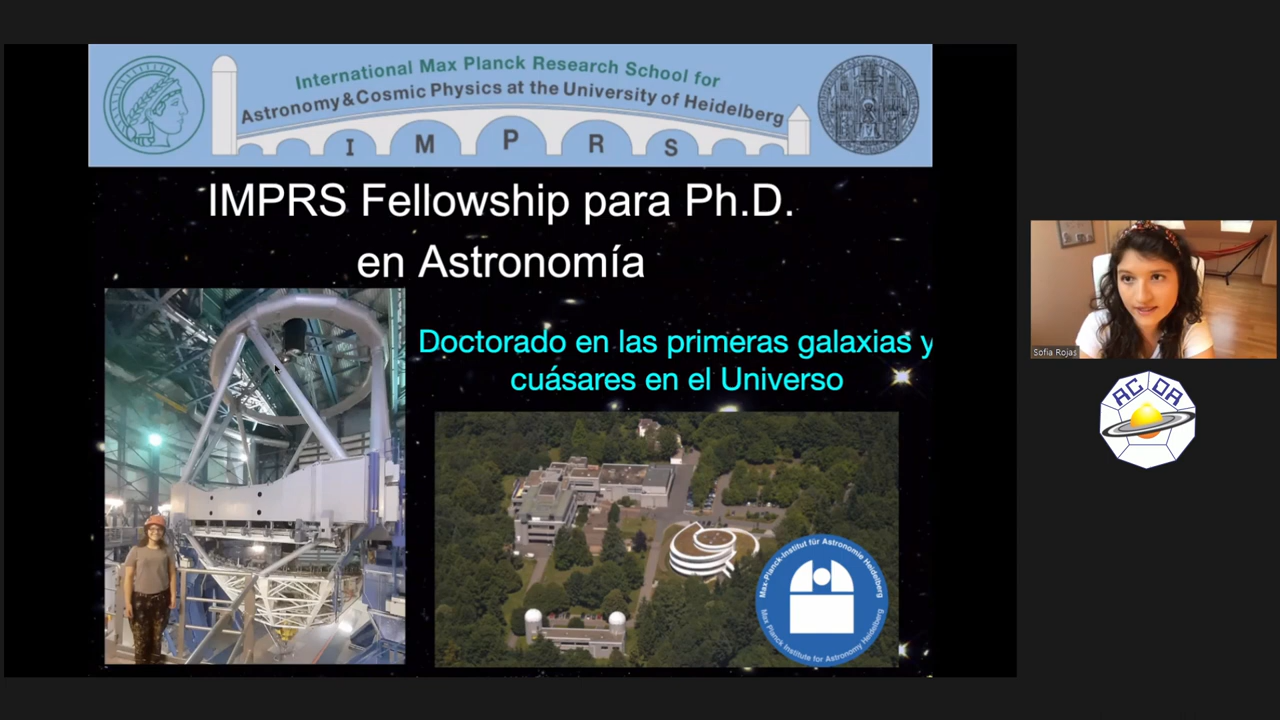 International Max Planck Research School for
Astronomy & Cosmic Physics at the University of Heidelberg
I M P R S
IMPRS Fellowship para Ph.D.
en Astronomía
Doctorado en las primeras galaxias y
cuásares en el Universo
Max-Planck-Institut für Astronomie Heidelberg
Max Planck Institute for Astronomy Heidelberg
Sofia Rojas
ACDA